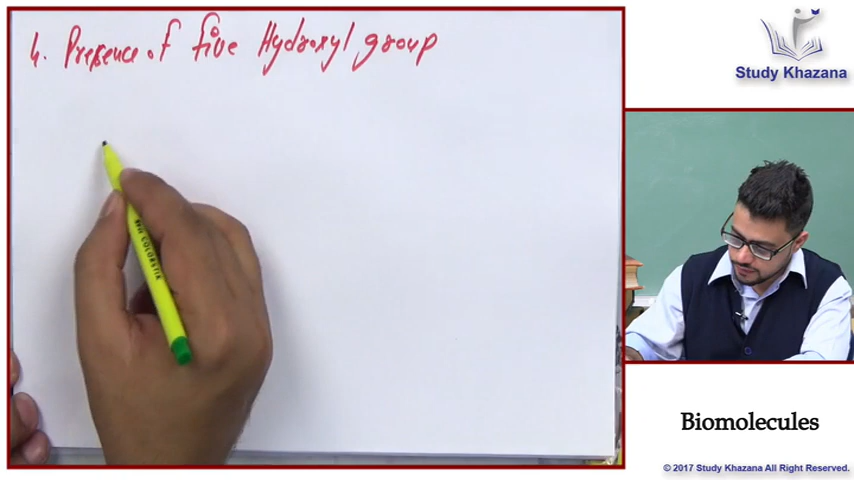 4. Presence of five Hydroxyl group
Study Khazana
Biomolecules
© 2017 Study Khazana All Right Reserved.